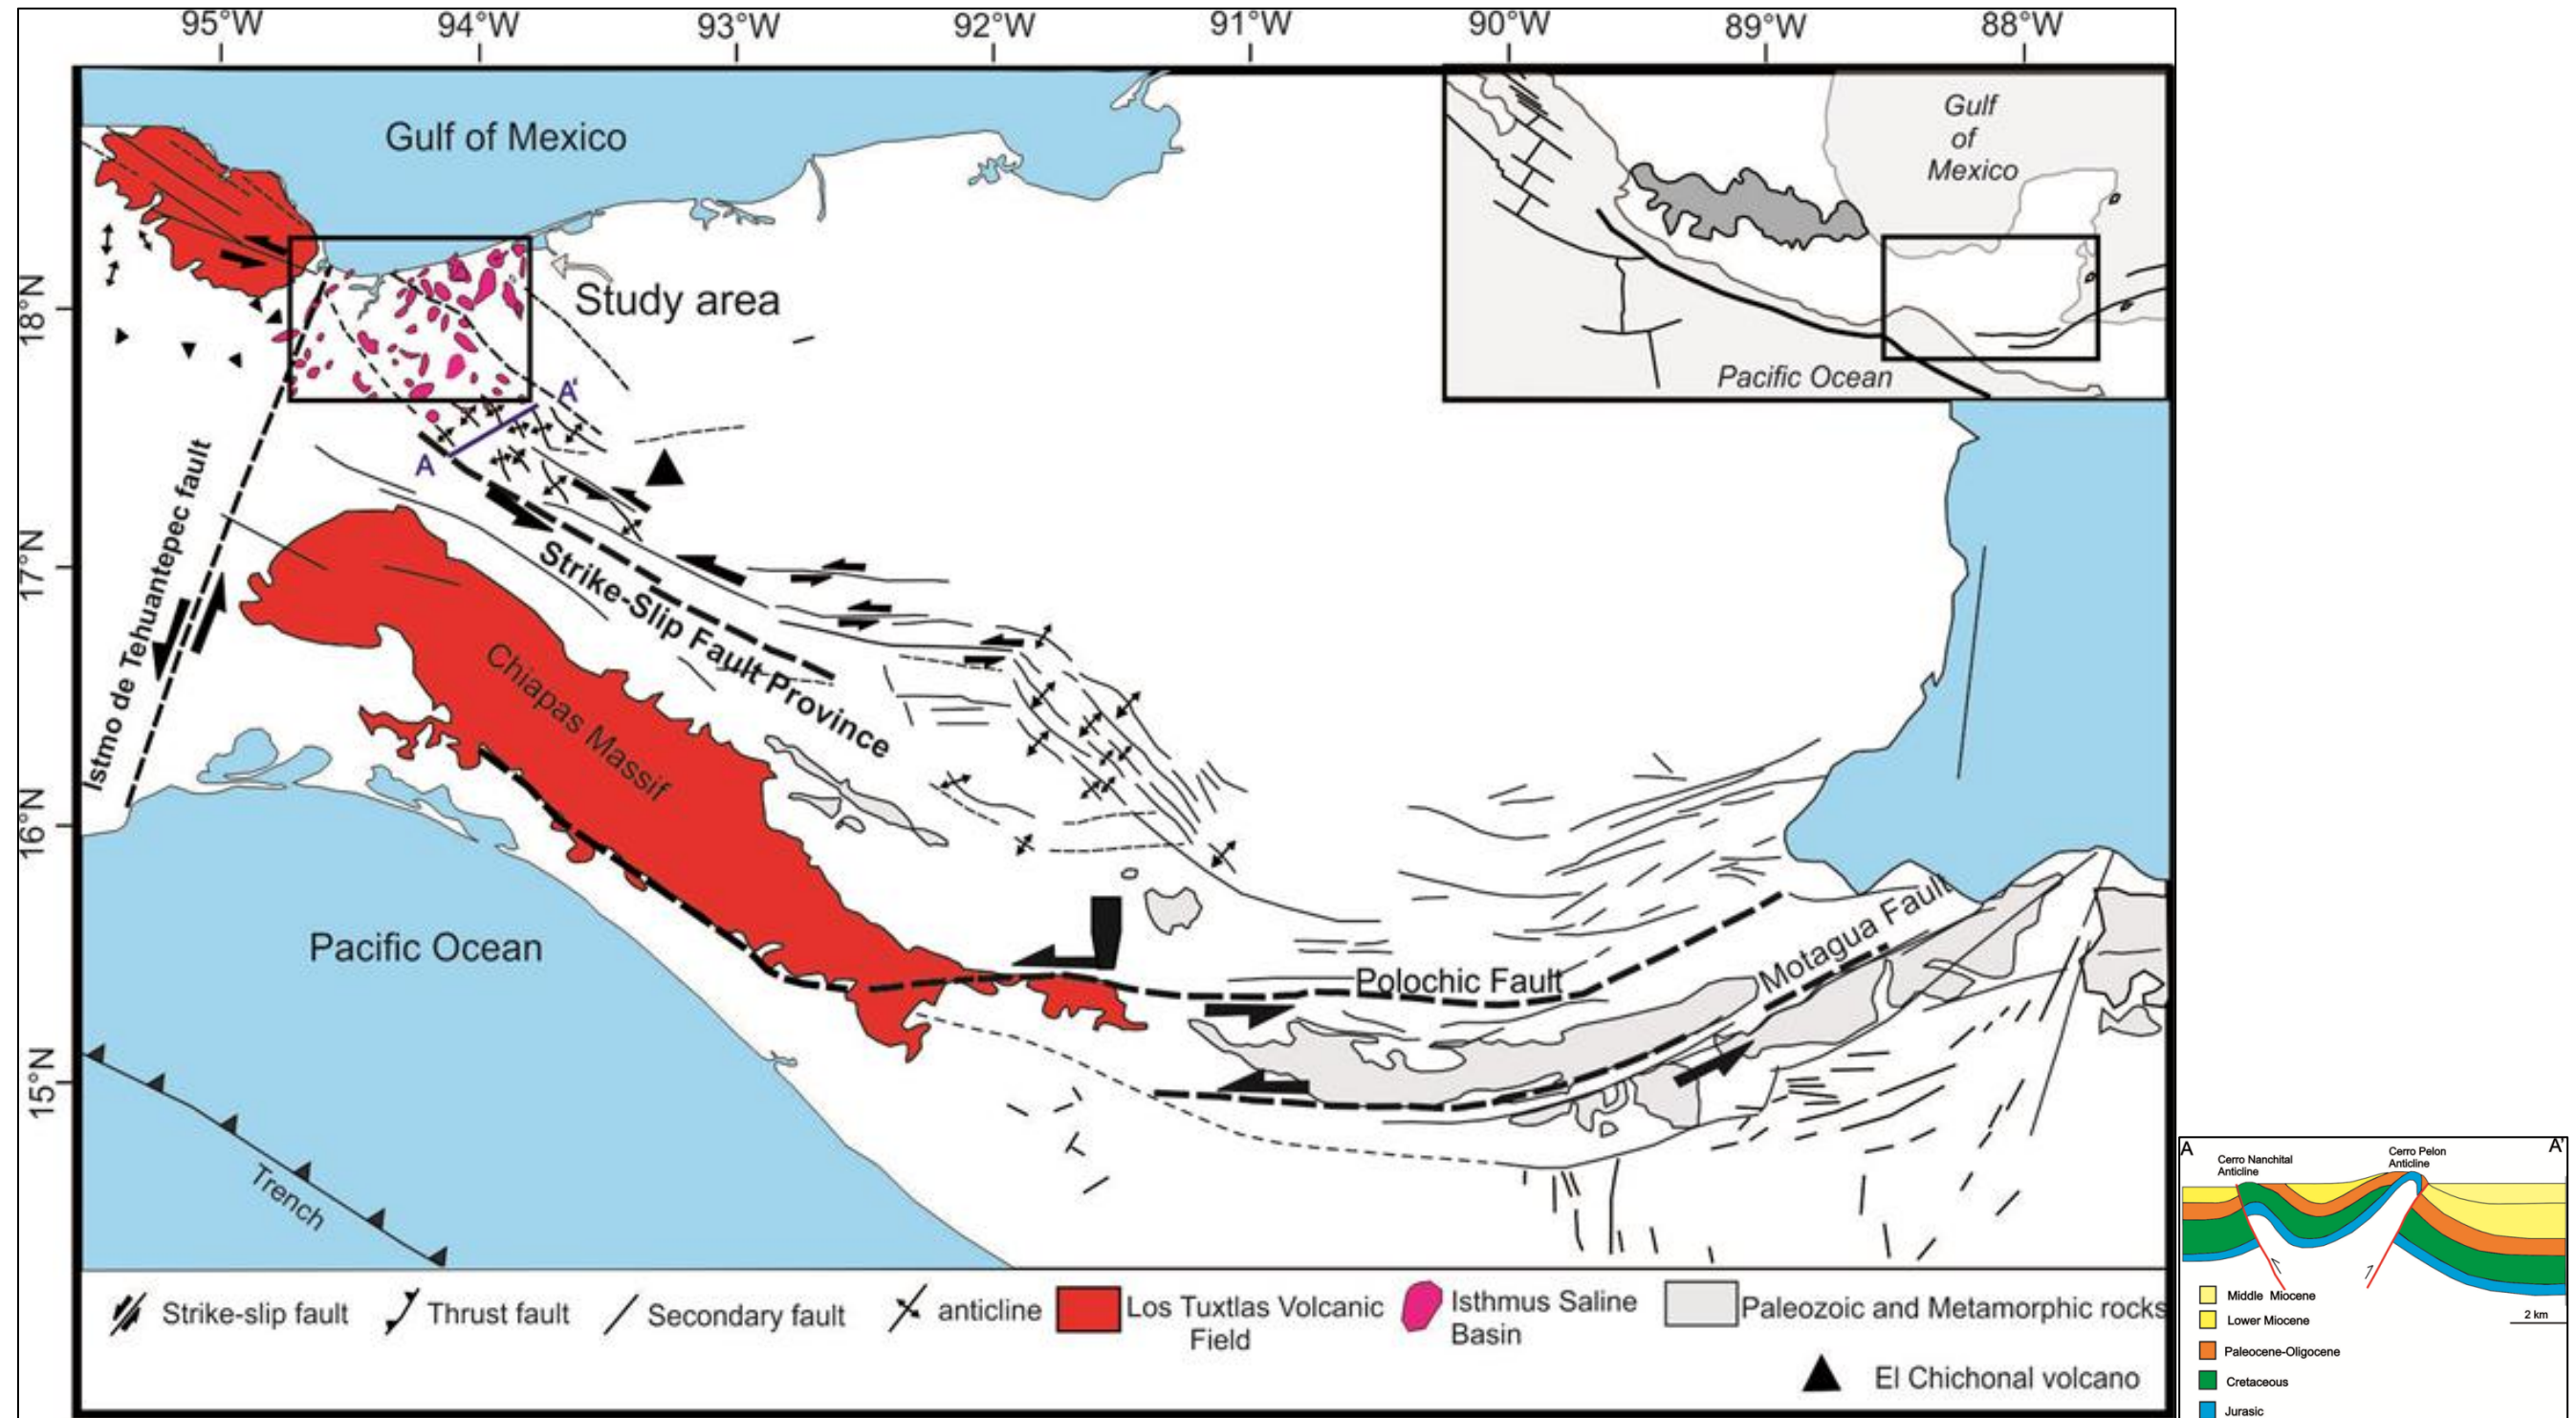 95°W 94°W 93°W 92°W 91°W 90°W 89°W 88°W
Gulf of Mexico
Gulf
of
Mexico
Pacific Ocean
Study area
18°N
A'
A
Istmo de Tehuantepec fault
17°N
Strike-Slip Fault Province
Chiapas Massif
16°N
Pacific Ocean
Polochic Fault
Motagua Fault
15°N
Trench
Strike-slip fault
Thrust fault
Secondary fault
anticline
Los Tuxtlas Volcanic
Field
Isthmus Saline
Basin
Paleozoic and Metamorphic rocks
El Chichonal volcano
A
A'
Cerro Nanchital
Anticline
Cerro Pelon
Anticline
Middle Miocene
2 km
Lower Miocene
Paleocene-Oligocene
Cretaceous
Jurasic